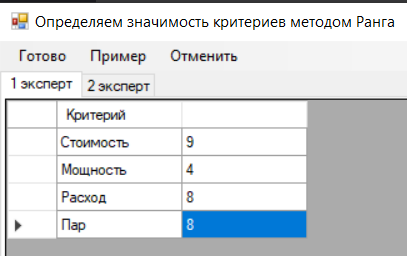 Определяем значимость критериев методом Ранга
Готово Пример Отменить
1 эксперт 2 эксперт
Критерий
Стоимость 9
Мощность 4
Расход 8
Пар 8